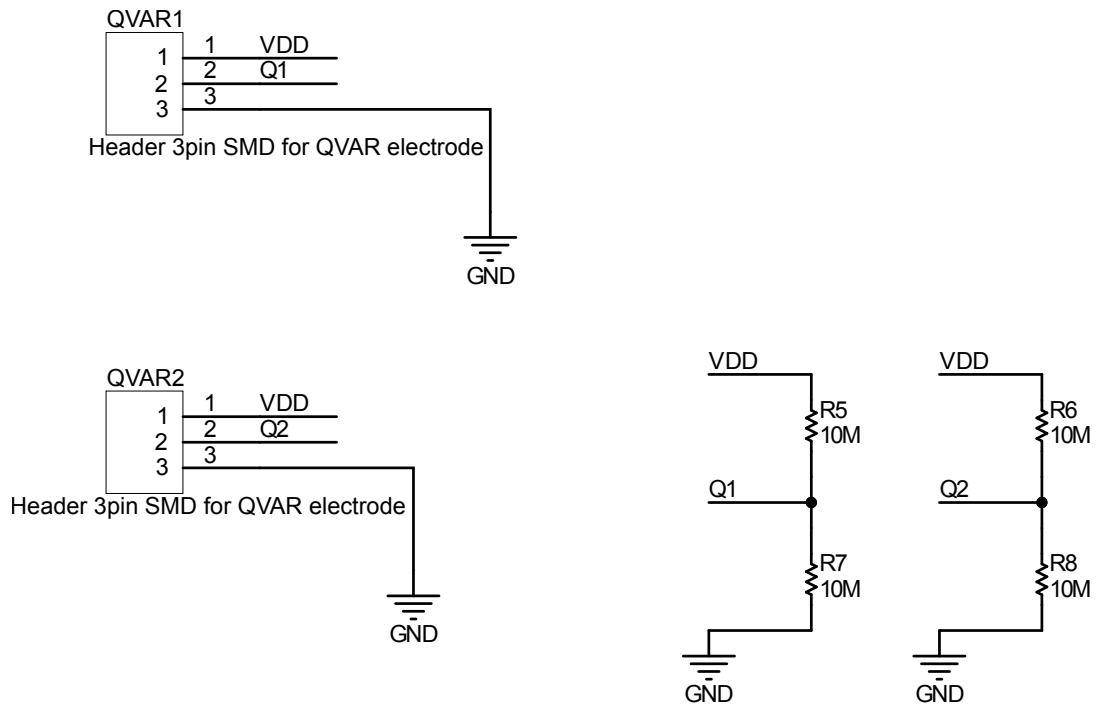 QVAR1
1 1 VDD
2 2 Q1
3 3
Header 3pin SMD for QVAR electrode
GND
QVAR2
1 1 VDD
2 2 Q2
3 3
Header 3pin SMD for QVAR electrode
GND
VDD
R5
10M
Q1
R7
10M
GND
VDD
R6
10M
Q2
R8
10M
GND